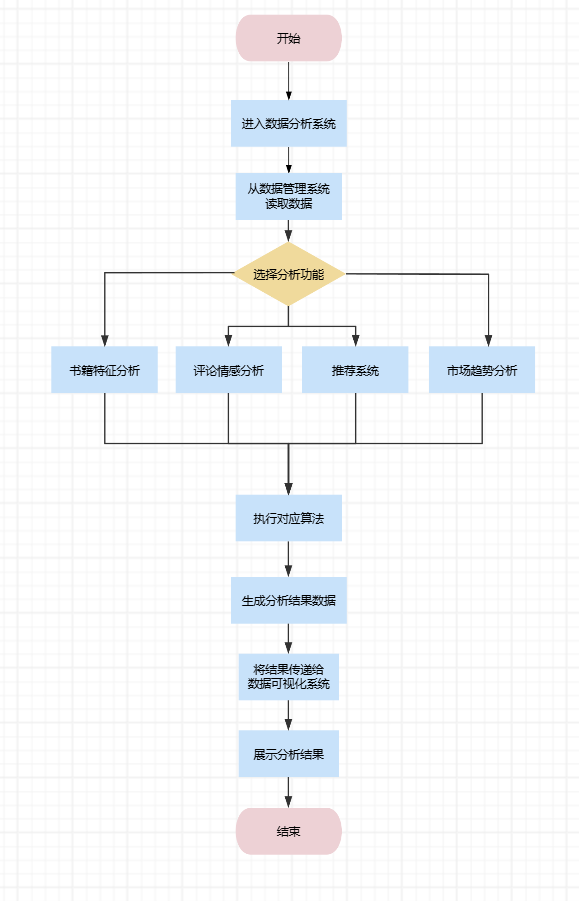 开始
进入数据分析系统
从数据管理系统
读取数据
选择分析功能
书籍特征分析
评论情感分析
推荐系统
市场趋势分析
执行对应算法
生成分析结果数据
将结果传递给
数据可视化系统
展示分析结果
结束